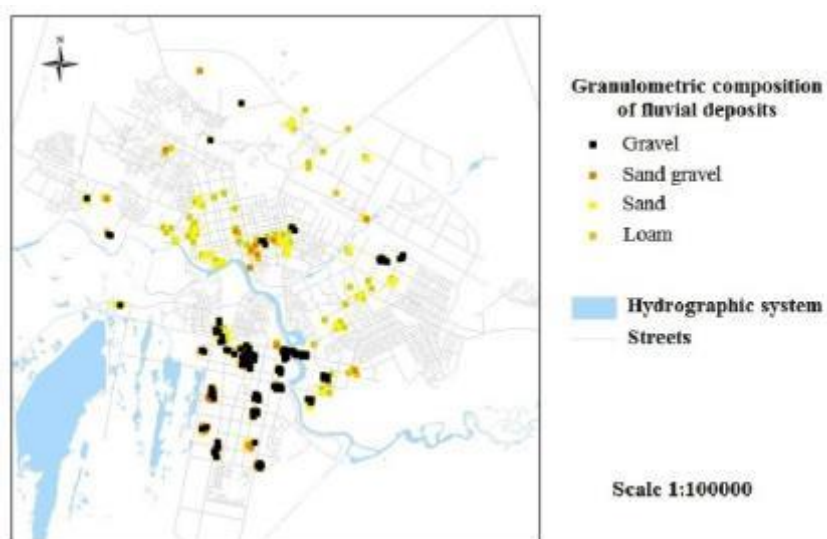 N
Granulometric composition
of fluvial deposits
Gravel
Sand gravel
Sand
Loam
Hydrographic system
Streets
Scale 1:100000